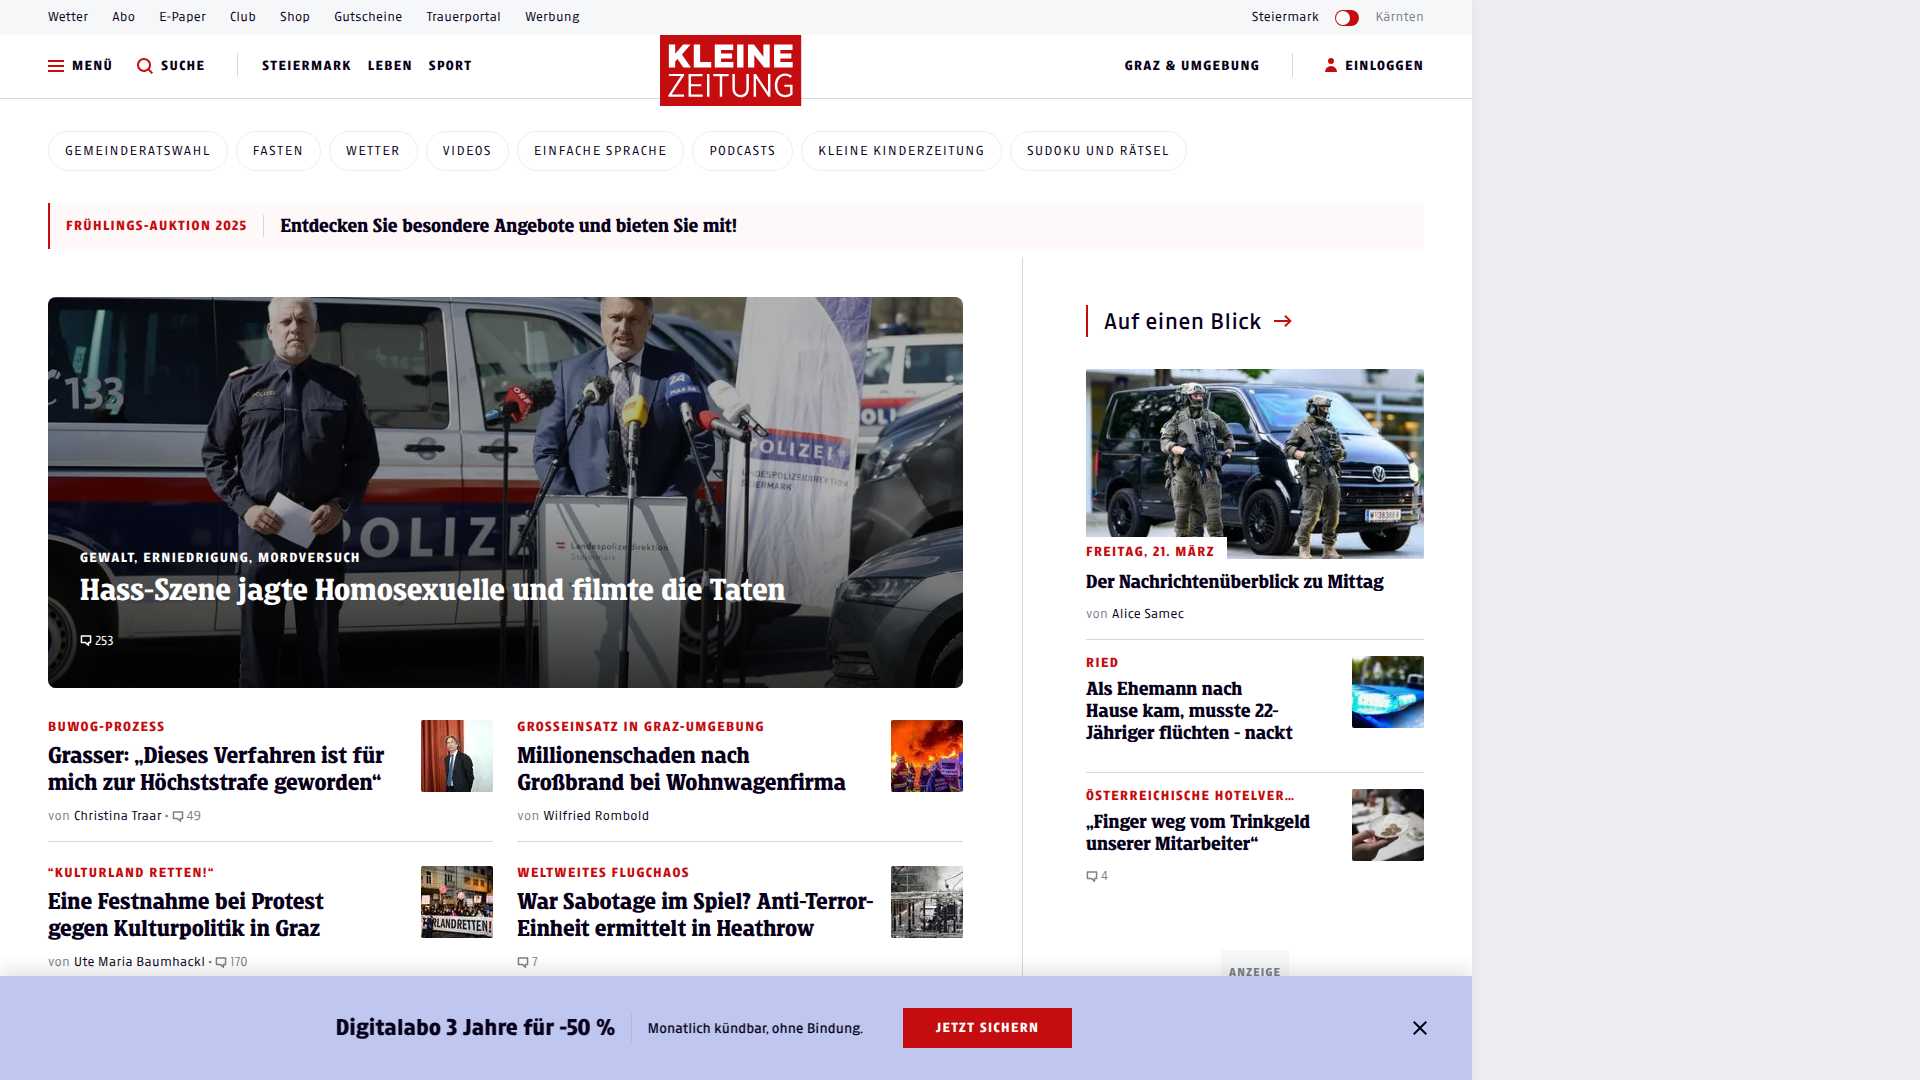 Wetter Abo E-Paper Club Shop Gutscheine Trauerportal Werbung Steiermark Kärnten
MENÜ SUCHE STEIERMARK LEBEN SPORT KLEINE ZEITUNG GRAZ & UMGEBUNG EINLOGGEN
GEMEINDERATSWAHL FASTEN WETTER VIDEOS EINFACHE SPRACHE PODCASTS KLEINE KINDERZEITUNG SUDOKU UND RÄTSEL
FRÜHLINGS-AUKTION 2025 Entdecken Sie besondere Angebote und bieten Sie mit!
133
POLIZEI
LANDESPOLIZEIDIREKTION
STEIERMARK
POLIZEI
Landespolizeidirektion
Steiermark
GEWALT, ERNIEDRIGUNG, MORDVERSUCH
Hass-Szene jagte Homosexuelle und filmte die Taten
253
BUWOG-PROZESS
Grasser: „Dieses Verfahren ist für
mich zur Höchststrafe geworden“
von Christina Traar • 49
GROSSEINSATZ IN GRAZ-UMGEBUNG
Millionenschaden nach
Großbrand bei Wohnwagenfirma
von Wilfried Rombold
"KULTURLAND RETTEN!"
Eine Festnahme bei Protest
gegen Kulturpolitik in Graz
von Ute Maria Baumhackl • 170
WELTWEITES FLUGCHAOS
War Sabotage im Spiel? Anti-Terror-
Einheit ermittelt in Heathrow
7
Auf einen Blick
FREITAG, 21. MÄRZ
Der Nachrichtenüberblick zu Mittag
von Alice Samec
RIED
Als Ehemann nach
Hause kam, musste 22-
Jähriger flüchten - nackt
ÖSTERREICHISCHE HOTELVER...
„Finger weg vom Trinkgeld
unserer Mitarbeiter“
4
ANZEIGE
Digitalabo 3 Jahre für -50 % Monatlich kündbar, ohne Bindung. JETZT SICHERN